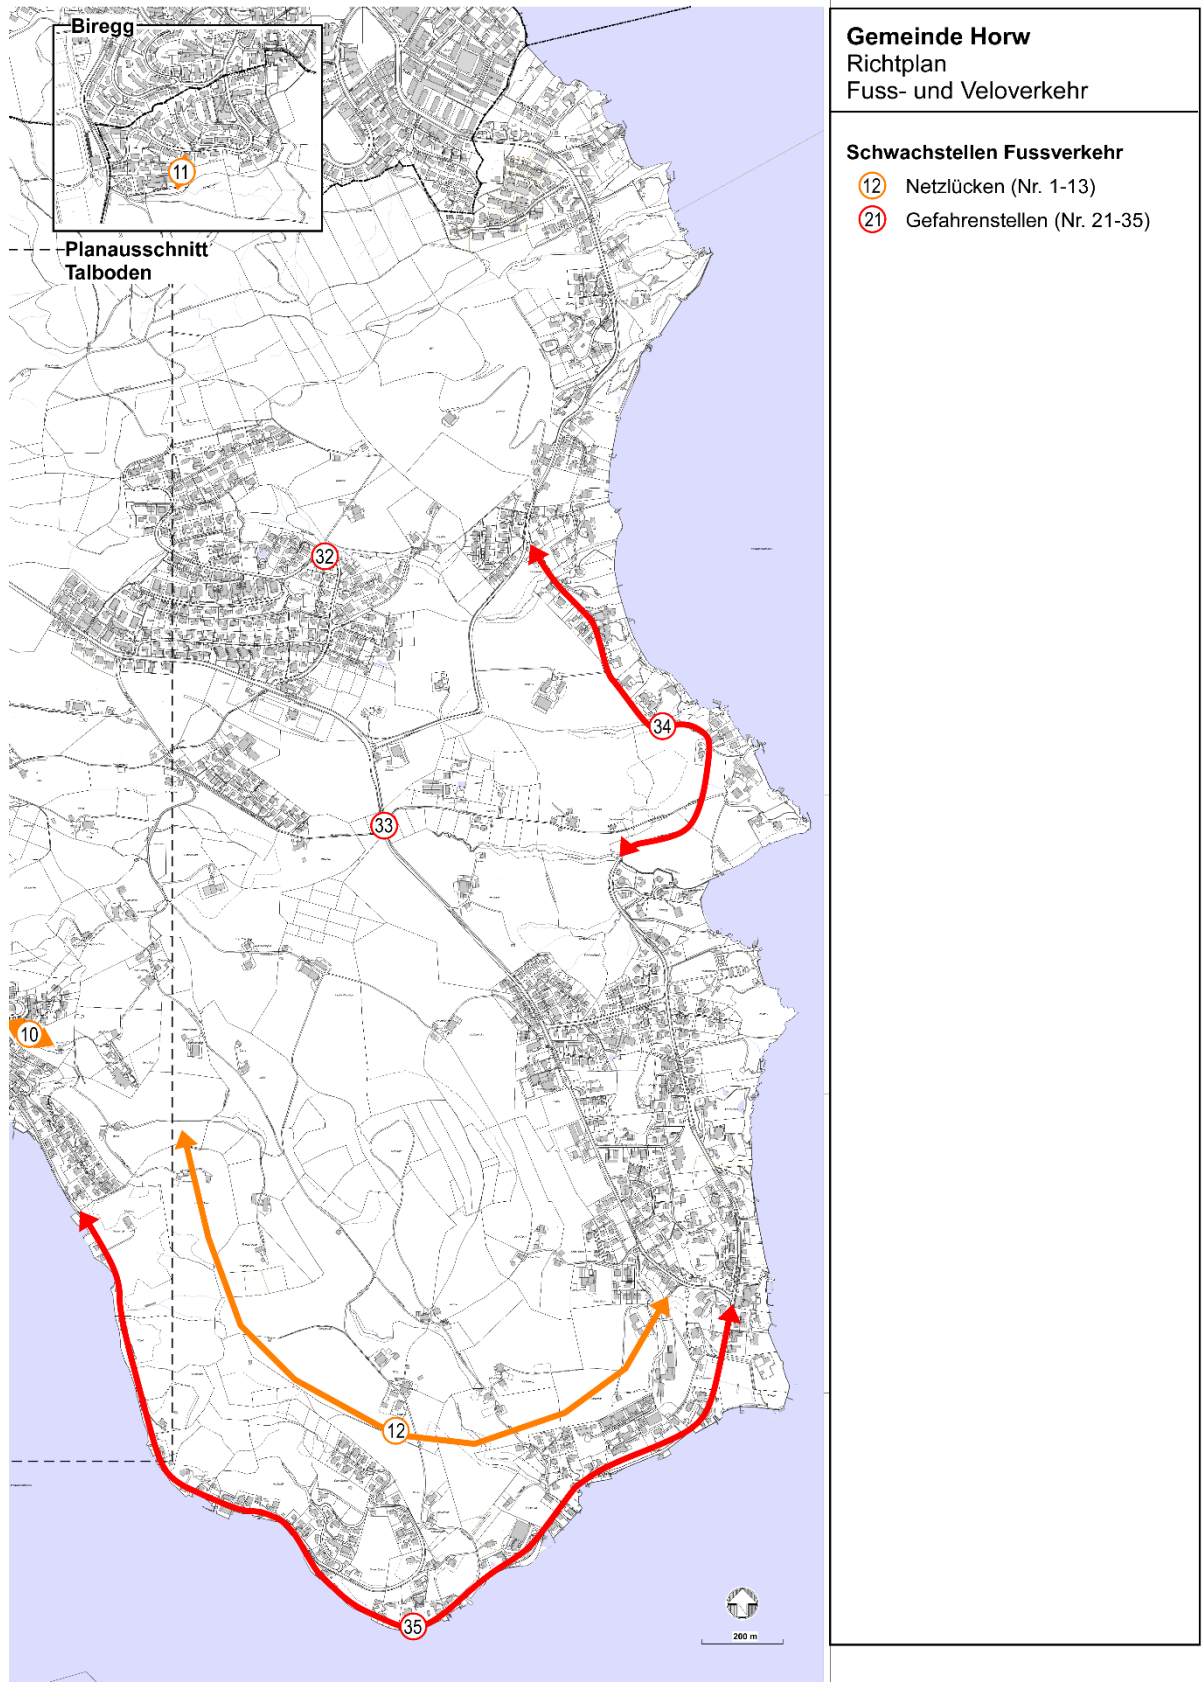 Biregg
11
Planausschnitt
Talboden
Gemeinde Horw
Richtplan
Fuss- und Veloverkehr
Schwachstellen Fussverkehr
12 Netzlücken (Nr. 1-13)
21 Gefahrenstellen (Nr. 21-35)
32
34
33
10
12
35
200 m